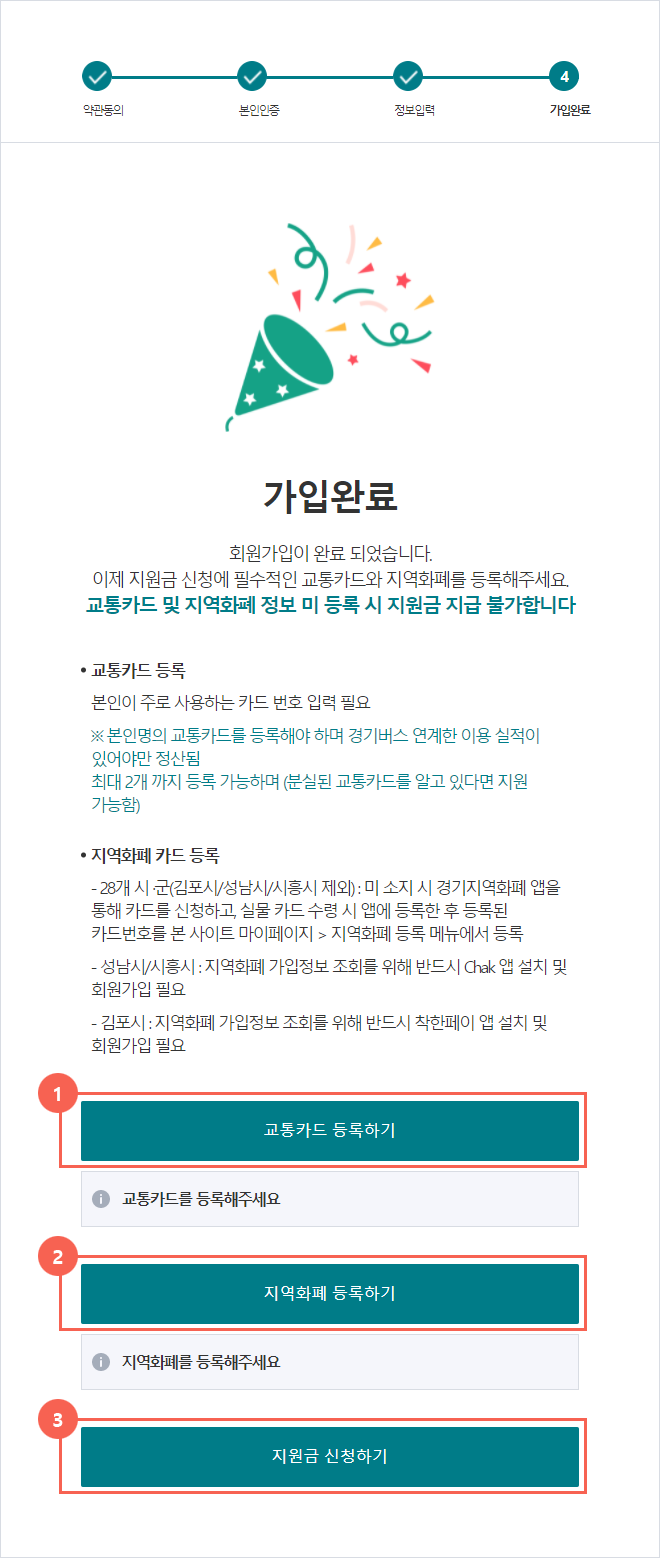 4
약관동의 본인인증 정보입력 가입완료
가입완료
회원가입이 완료 되었습니다.
이제 지원금 신청에 필수적인 교통카드와 지역화폐를 등록해주세요.
교통카드 및 지역화폐 정보 미 등록 시 지원금 지급 불가합니다
• 교통카드 등록
본인이 주로 사용하는 카드 번호 입력 필요
※ 본인명의 교통카드를 등록해야 하며 경기버스 연계한 이용 실적이
있어야만 정산됨
최대 2개 까지 등록 가능하며 (분실된 교통카드를 알고 있다면 지원
가능함)
• 지역화폐 카드 등록
- 28개 시·군(김포시/성남시/시흥시 제외) : 미 소지 시 경기지역화폐 앱을
통해 카드를 신청하고, 실물 카드 수령 시 앱에 등록한 후 등록된
카드번호를 본 사이트 마이페이지 > 지역화폐 등록 메뉴에서 등록
- 성남시/시흥시 : 지역화폐 가입정보 조회를 위해 반드시 Chak 앱 설치 및
회원가입 필요
- 김포시 : 지역화폐 가입정보 조회를 위해 반드시 착한페이 앱 설치 및
회원가입 필요
1
교통카드 등록하기
교통카드를 등록해주세요
2
지역화폐 등록하기
지역화폐를 등록해주세요
3
지원금 신청하기